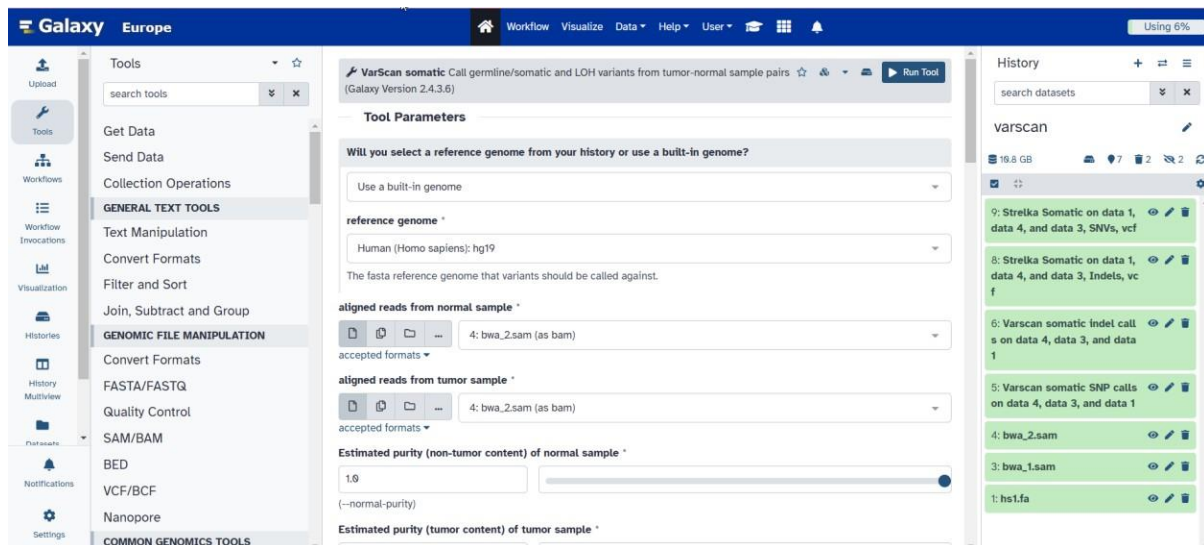 Galaxy Europe
Workflow Visualize Data Help User
Using 6%
Upload
Tools
Workflows
Workflow
Invocations
Visualization
Histories
History
Multiview
Datasets
Notifications
Settings
Tools
search tools
Get Data
Send Data
Collection Operations
GENERAL TEXT TOOLS
Text Manipulation
Convert Formats
Filter and Sort
Join, Subtract and Group
GENOMIC FILE MANIPULATION
Convert Formats
FASTA/FASTQ
Quality Control
SAM/BAM
BED
VCF/BCF
Nanopore
COMMON GENOMICS TOOLS
VarScan somatic Call germline/somatic and LOH variants from tumor-normal sample pairs
(Galaxy Version 2.4.3.6)
Run Tool
Tool Parameters
Will you select a reference genome from your history or use a built-in genome?
Use a built-in genome
reference genome *
Human (Homo sapiens): hg19
The fasta reference genome that variants should be called against.
aligned reads from normal sample *
... 4: bwa_2.sam (as bam)
accepted formats
aligned reads from tumor sample *
... 4: bwa_2.sam (as bam)
accepted formats
Estimated purity (non-tumor content) of normal sample *
1.0
(--normal-purity)
Estimated purity (tumor content) of tumor sample *
History
search datasets
varscan
10.8 GB 7 2 2
9: Strelka Somatic on data 1,
data 4, and data 3, SNVs, vcf
8: Strelka Somatic on data 1,
data 4, and data 3, Indels, vc
f
6: Varscan somatic indel call
s on data 4, data 3, and data
1
5: Varscan somatic SNP calls
on data 4, data 3, and data 1
4: bwa_2.sam
3: bwa_1.sam
1: hs1.fa